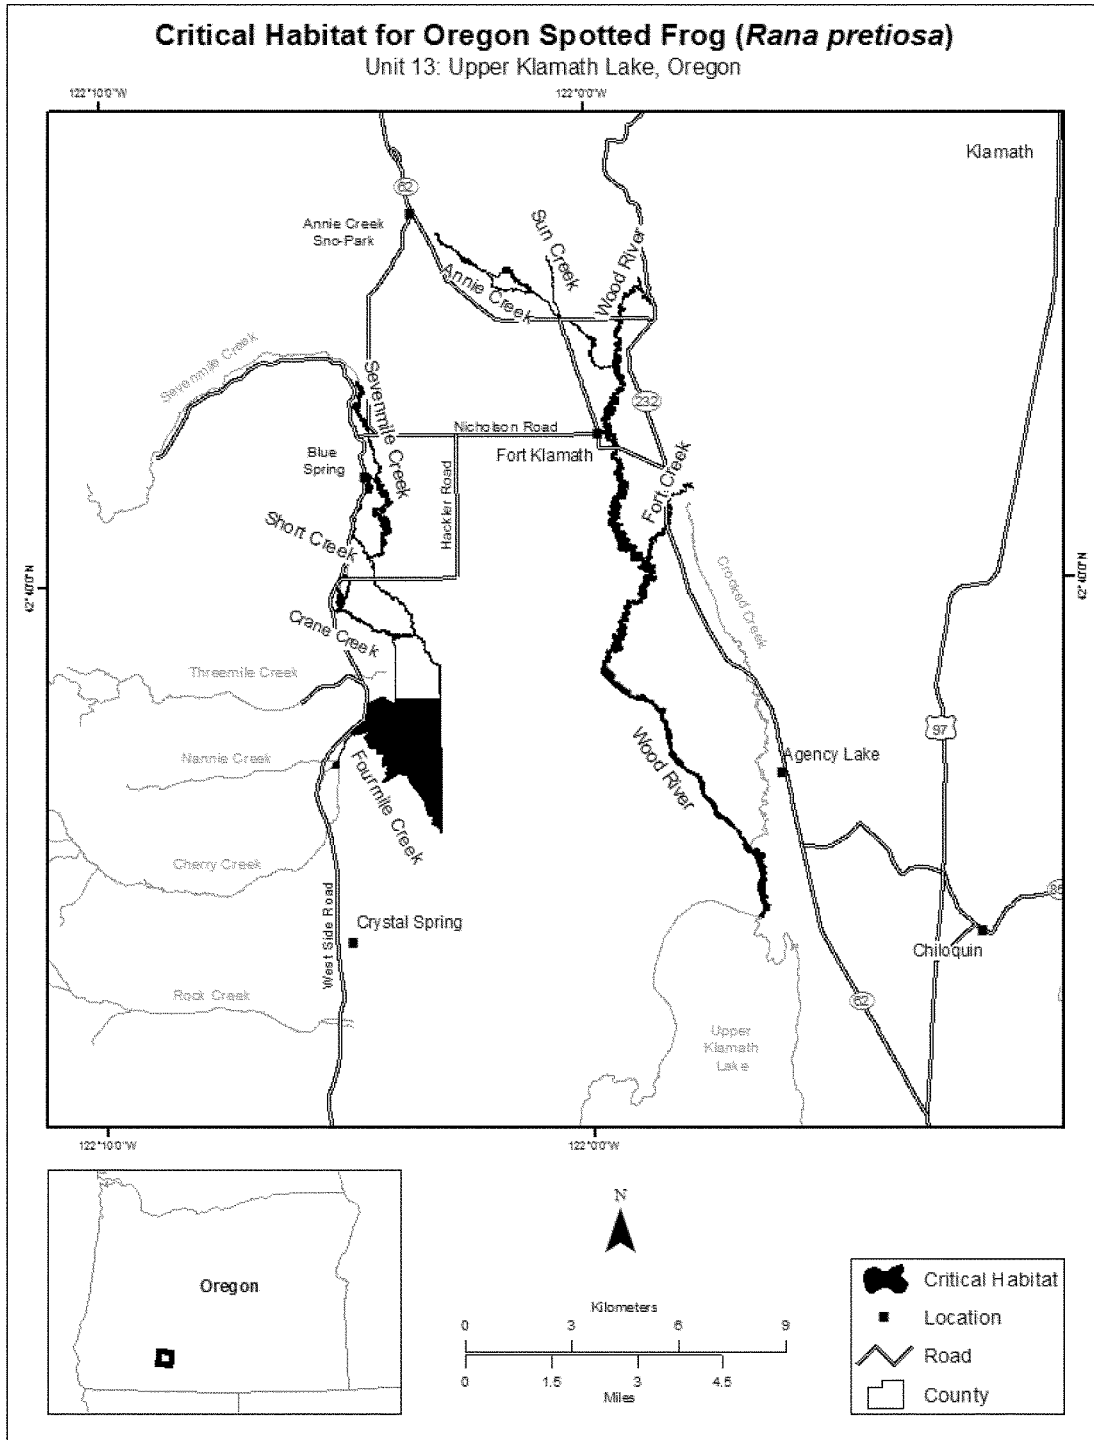 Critical Habitat for Oregon Spotted Frog (Rana pretiosa)
Unit 13: Upper Klamath Lake, Oregon
122°10'0"W
122°0'0"W
Klamath
62
Annie Creek
Sno-Park
Sun Creek
Annie Creek
Wood River
Sevenmile Creek
Sevenmile Creek
232
Nicholson Road
Fort Klamath
Blue
Spring
Hackler Road
Fort Creek
Short Creek
Crooked Creek
42°40'0"N
42°40'0"N
Crane Creek
Threemile Creek
97
Nannie Creek
Fourmile Creek
Wood River
Agency Lake
Cherry Creek
West Side Road
Crystal Spring
Chiloquin
Rock Creek
62
Upper
Klamath
Lake
122°10'0"W
122°0'0"W
Oregon
N
Kilometers
0 3 6 9
0 1.5 3 4.5
Miles
Critical Habitat
Location
Road
County